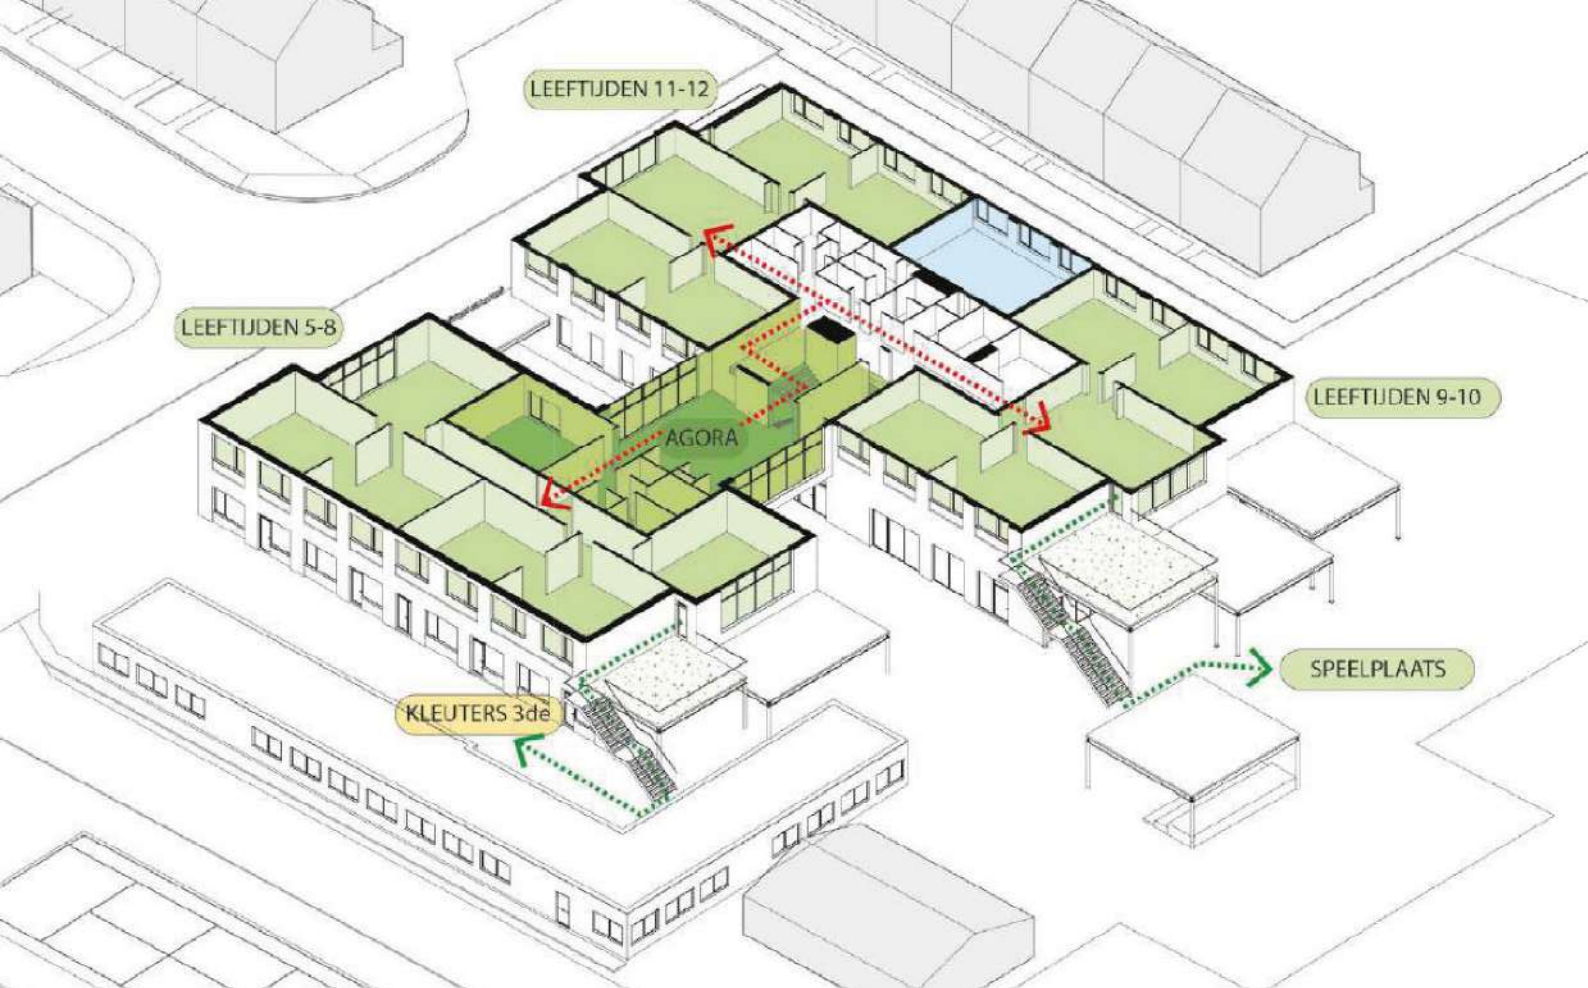 LEEFTIJDEN 11-12
LEEFTIJDEN 5-8
LEEFTIJDEN 9-10
AGORA
SPEELPLAATS
KLEUTERS 3de